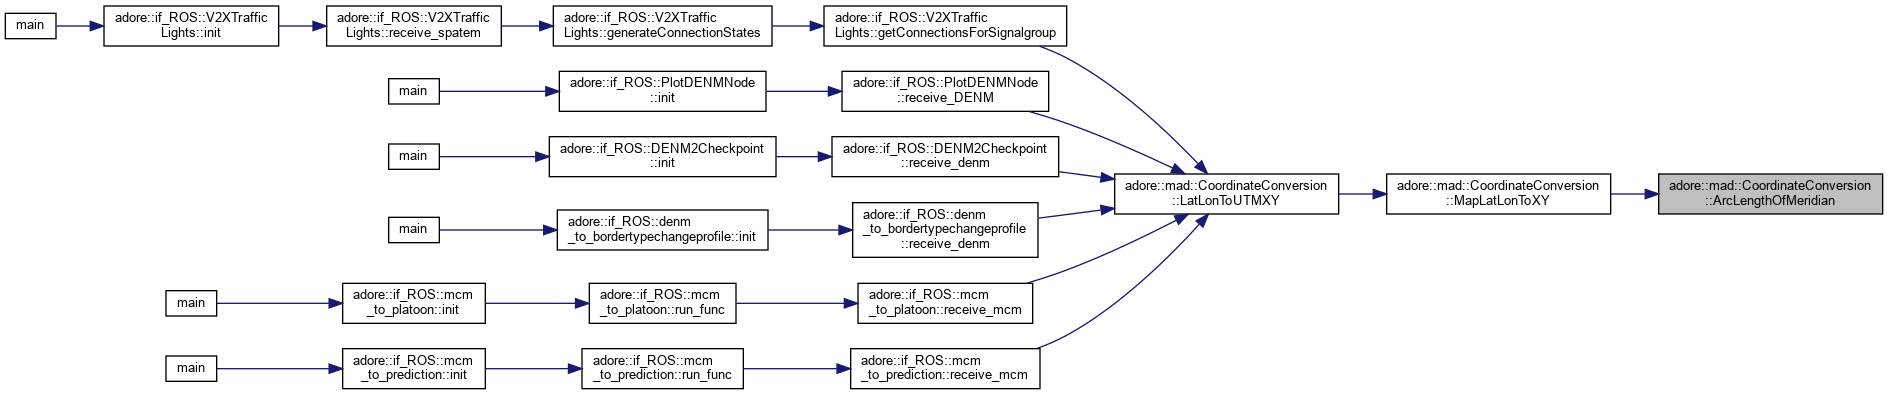 main
adore::if_ROS::V2XTraffic
Lights::init
adore::if_ROS::V2XTraffic
Lights::receive_spatem
adore::if_ROS::V2XTraffic
Lights::generateConnectionStates
adore::if_ROS::V2XTraffic
Lights::getConnectionsForSignalgroup
main
adore::if_ROS::PlotDENMNode
::init
adore::if_ROS::PlotDENMNode
::receive_DENM
main
adore::if_ROS::DENM2Checkpoint
::init
adore::if_ROS::DENM2Checkpoint
::receive_denm
adore::mad::CoordinateConversion
::LatLonToUTMXY
adore::mad::CoordinateConversion
::MapLatLonToXY
adore::mad::CoordinateConversion
::ArcLengthOfMeridian
main
adore::if_ROS::denm
_to_bordertypechangeprofile::init
adore::if_ROS::denm
_to_bordertypechangeprofile
::receive_denm
main
adore::if_ROS::mcm
_to_platoon::init
adore::if_ROS::mcm
_to_platoon::run_func
adore::if_ROS::mcm
_to_platoon::receive_mcm
main
adore::if_ROS::mcm
_to_prediction::init
adore::if_ROS::mcm
_to_prediction::run_func
adore::if_ROS::mcm
_to_prediction::receive_mcm